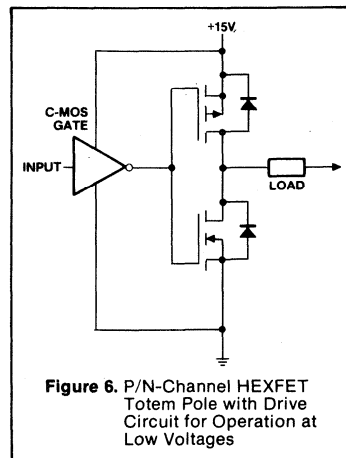 +15V
C-MOS
GATE
INPUT
LOAD
Figure 6. P/N-Channel HEXFET
Totem Pole with Drive
Circuit for Operation at
Low Voltages